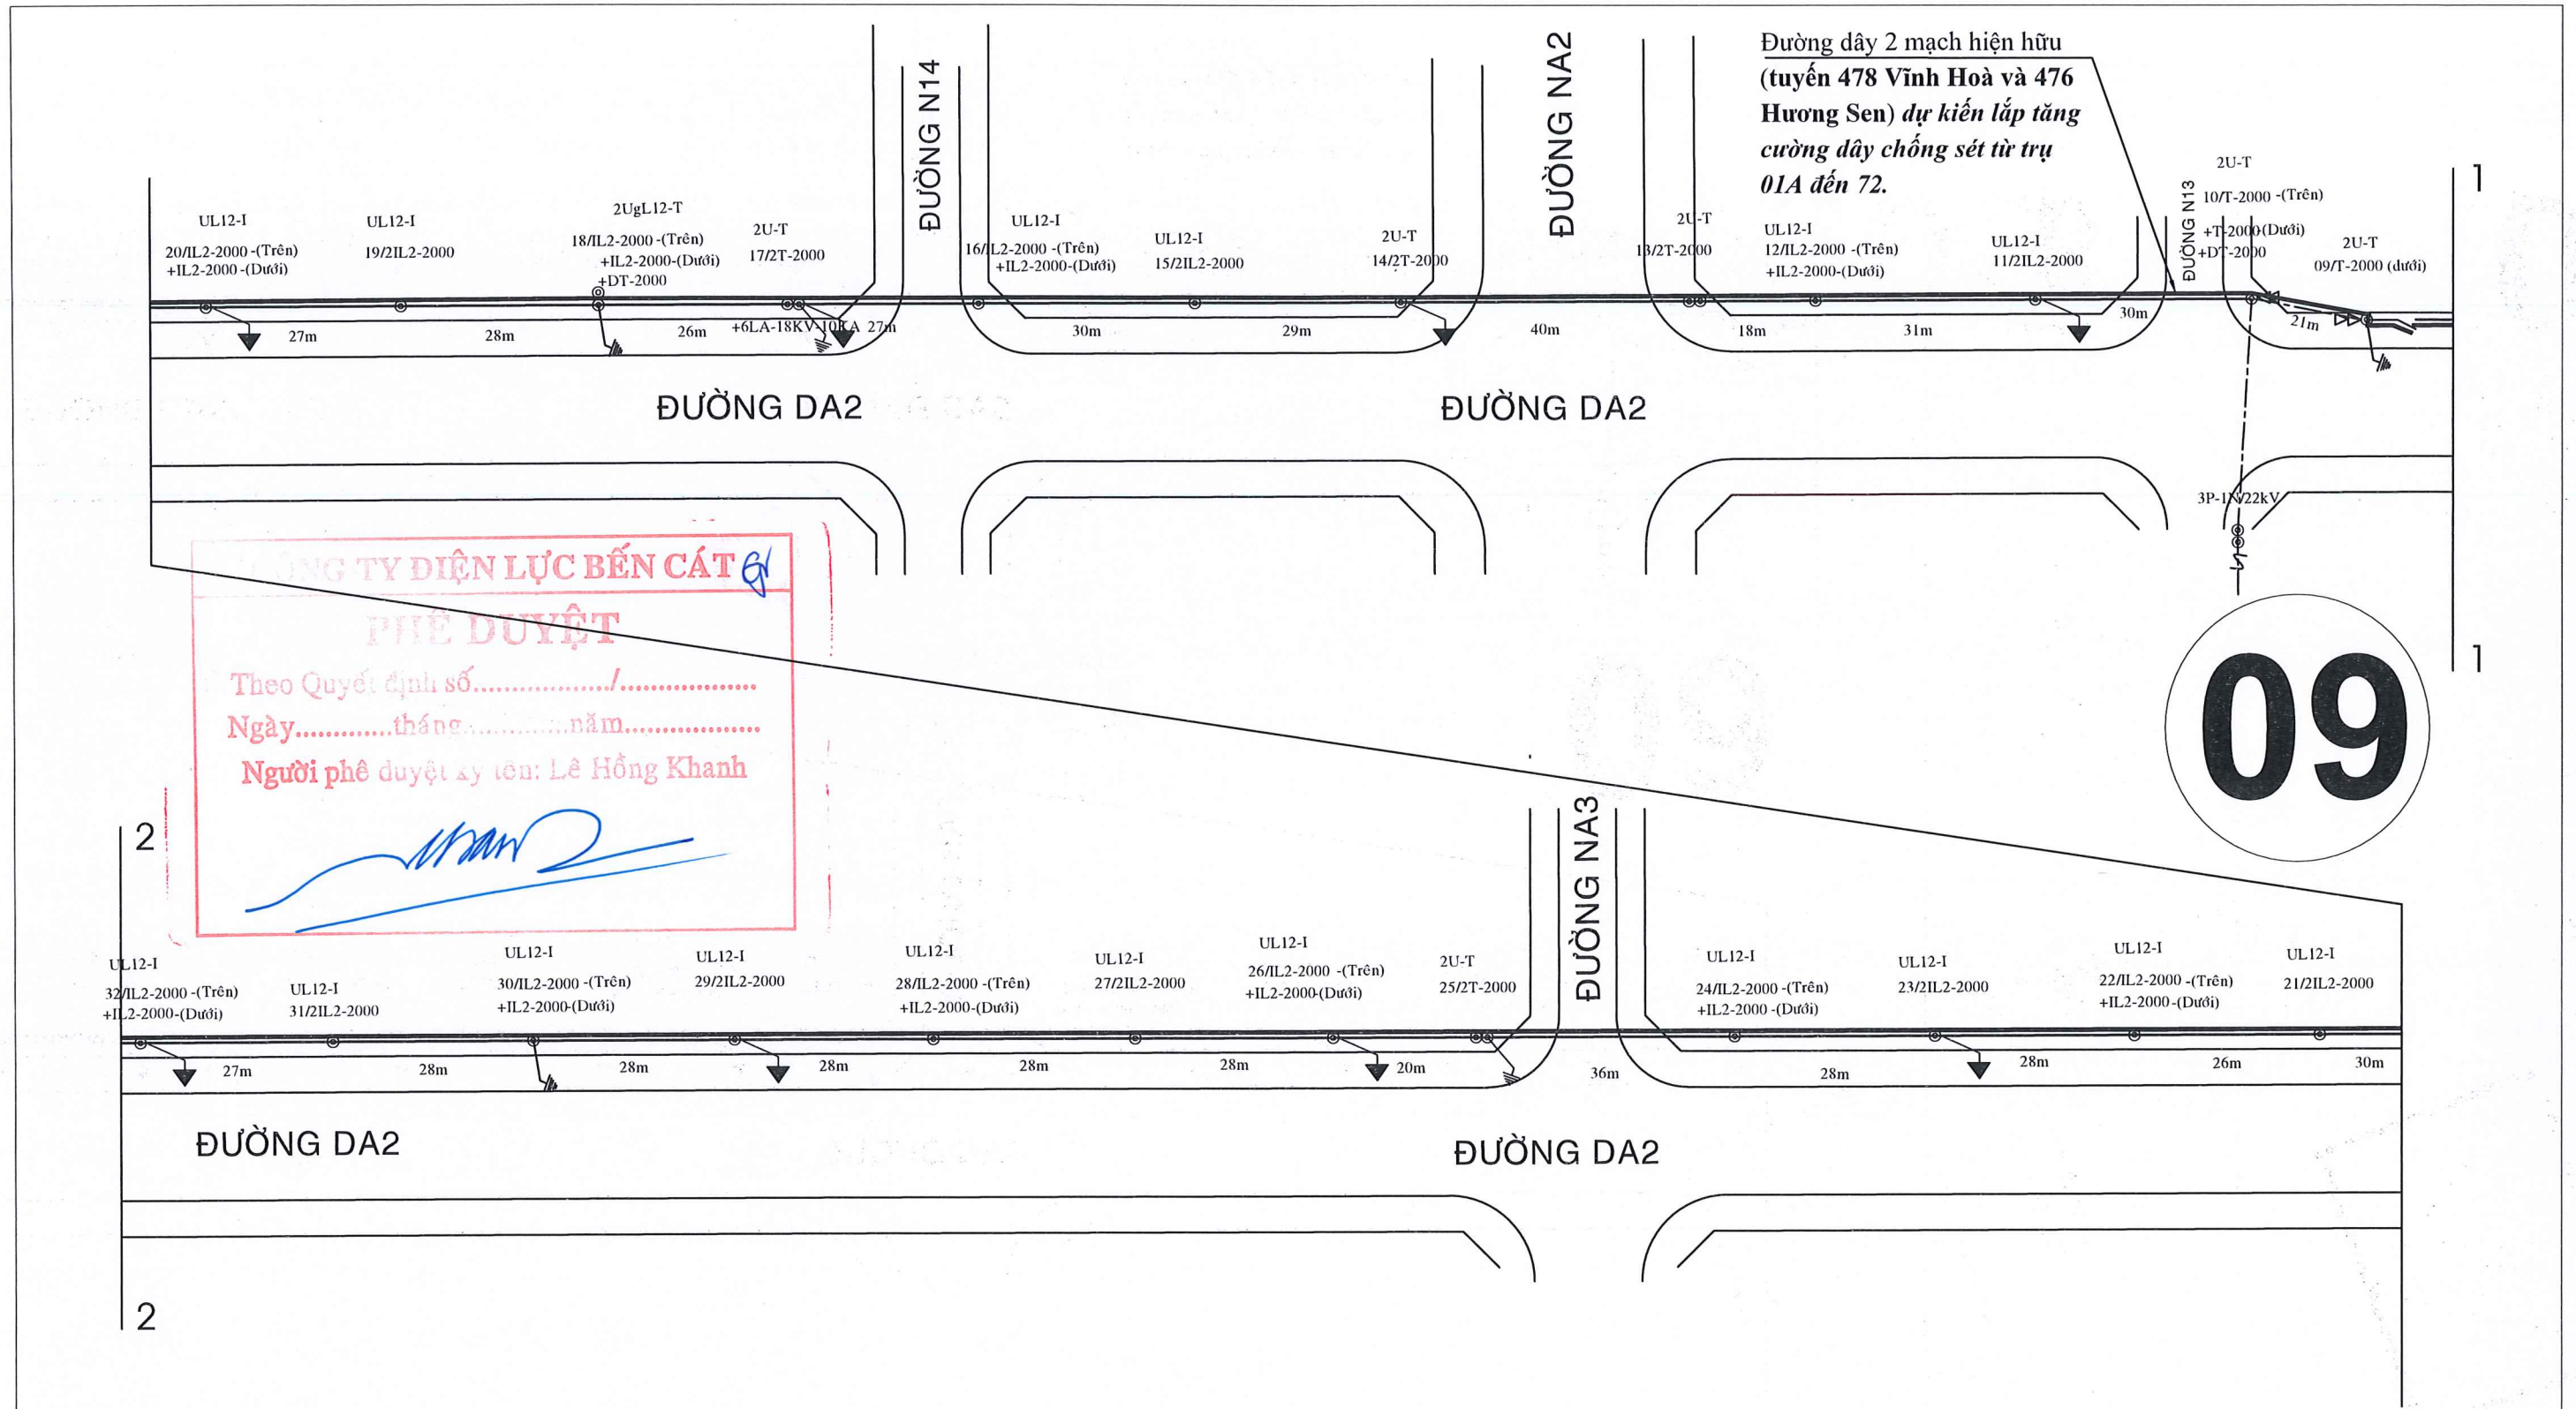 Đường dây 2 mạch hiện hữu
(tuyến 478 Vĩnh Hoà và 476
Hương Sen) dự kiến lắp tăng
cường dây chống sét từ trụ
01A đến 72.
ĐƯỜNG N14
ĐƯỜNG NA2
ĐƯỜNG N13
1
UL12-I
20/IL2-2000 -(Trên)
+IL2-2000 -(Dưới)
UL12-I
19/2IL2-2000
2UgL12-T
18/IL2-2000 -(Trên)
+IL2-2000-(Dưới)
+DT-2000
2U-T
17/2T-2000
UL12-I
16/IL2-2000 -(Trên)
+IL2-2000-(Dưới)
UL12-I
15/2IL2-2000
2U-T
14/2T-2000
2U-T
13/2T-2000
UL12-I
12/IL2-2000 -(Trên)
+IL2-2000-(Dưới)
UL12-I
11/2IL2-2000
2U-T
10/T-2000 -(Trên)
+T-2000(Dưới)
+DT-2000
2U-T
09/T-2000 (dưới)
27m
28m
26m
+6LA-18KV-10KA 27m
30m
29m
40m
18m
31m
30m
21m
ĐƯỜNG DA2
ĐƯỜNG DA2
3P-1N/22kV
1
09
CÔNG TY ĐIỆN LỰC BẾN CÁT
PHÊ DUYỆT
Theo Quyết định số................../..................
Ngày.............tháng..............năm..................
Người phê duyệt ký tên: Lê Hồng Khanh
2
ĐƯỜNG NA3
UL12-I
32/IL2-2000 -(Trên)
+IL2-2000-(Dưới)
UL12-I
31/2IL2-2000
UL12-I
30/IL2-2000 -(Trên)
+IL2-2000-(Dưới)
UL12-I
29/2IL2-2000
UL12-I
28/IL2-2000 -(Trên)
+IL2-2000-(Dưới)
UL12-I
27/2IL2-2000
UL12-I
26/IL2-2000 -(Trên)
+IL2-2000-(Dưới)
2U-T
25/2T-2000
UL12-I
24/IL2-2000 -(Trên)
+IL2-2000 -(Dưới)
UL12-I
23/2IL2-2000
UL12-I
22/IL2-2000 -(Trên)
+IL2-2000 -(Dưới)
UL12-I
21/2IL2-2000
27m
28m
28m
28m
28m
28m
20m
36m
28m
28m
26m
30m
ĐƯỜNG DA2
ĐƯỜNG DA2
2